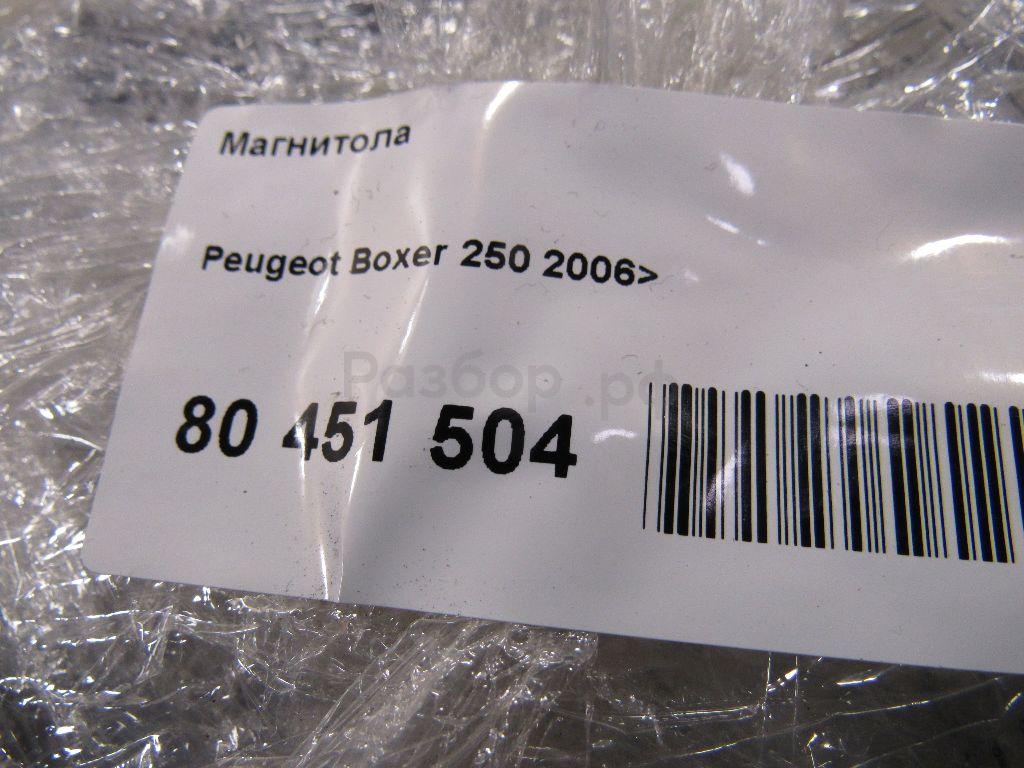 Магнитола
Peugeot Boxer 250 2006>
Разбор.рф
80 451 504